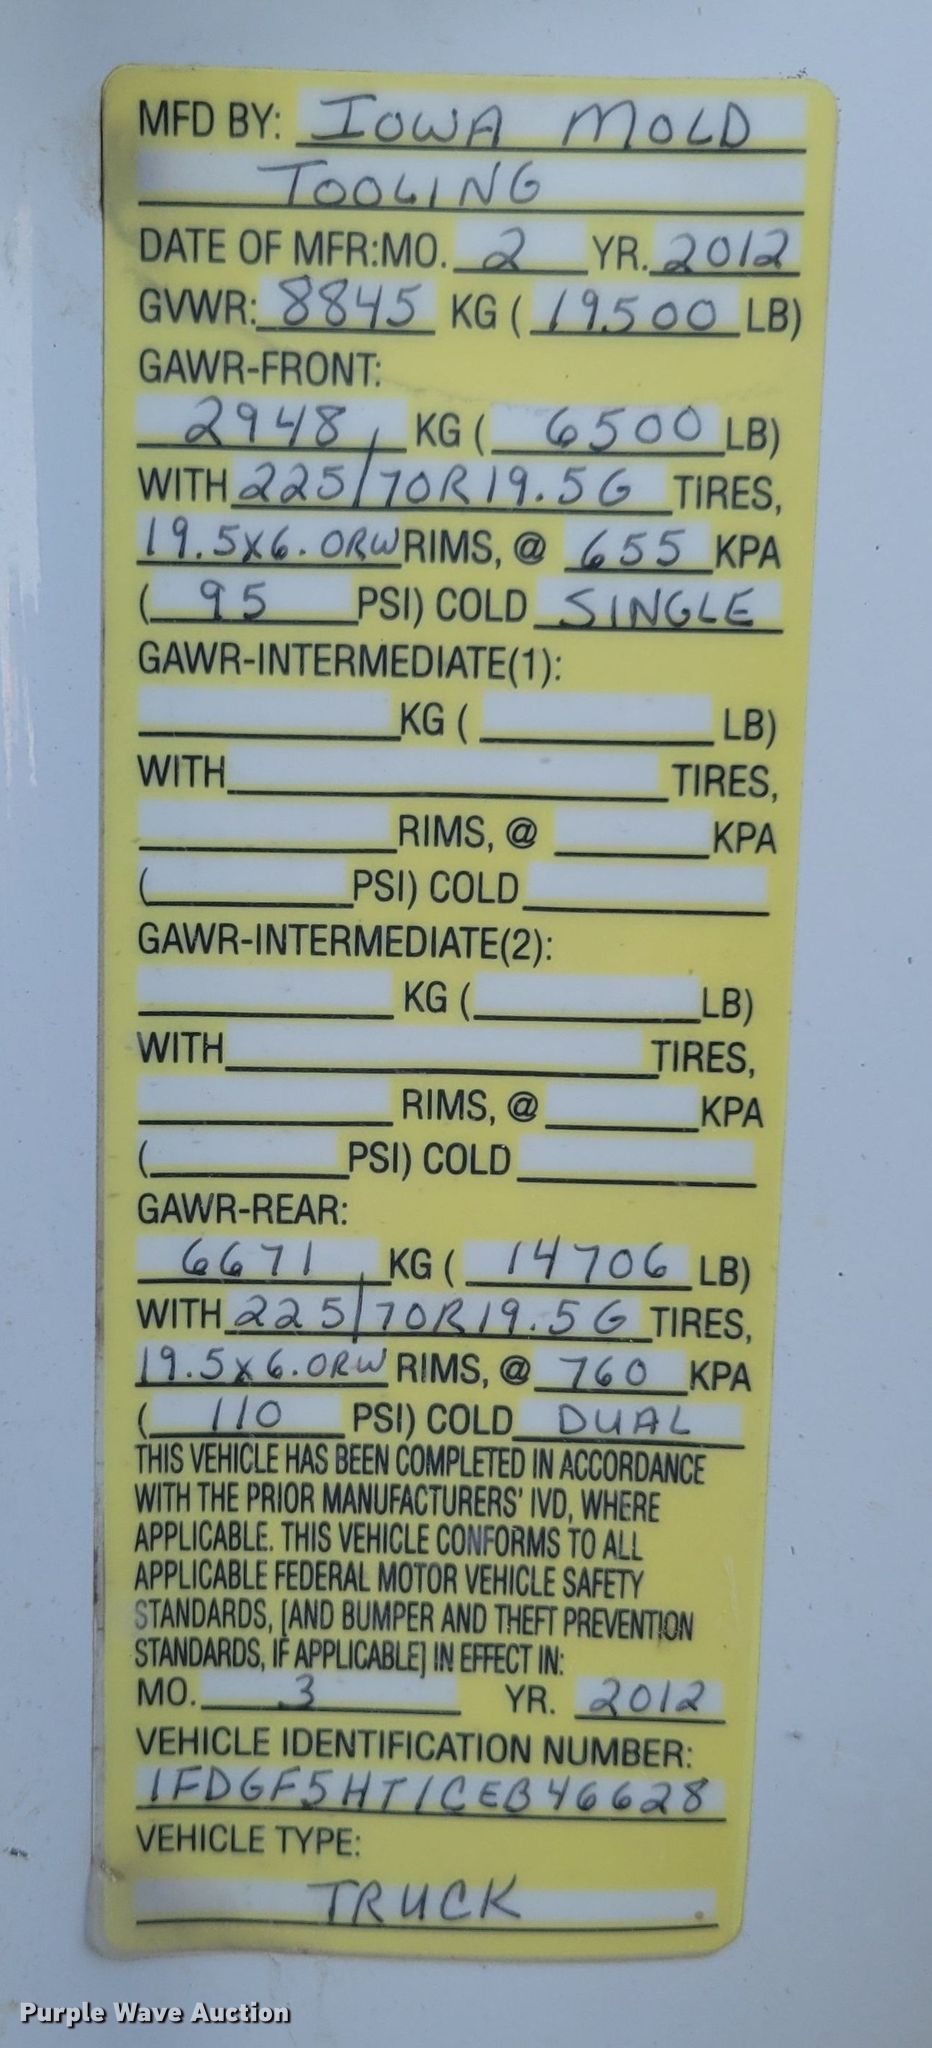 MFD BY: IOWA MOLD
TOOLING
DATE OF MFR:MO. 2 YR. 2012
GVWR: 8845 KG ( 19,500 LB)
GAWR-FRONT:
2948 KG ( 6500 LB)
WITH 225/70R19.5G TIRES,
19.5x6.0RW RIMS, @ 655 KPA
( 95 PSI) COLD SINGLE
GAWR-INTERMEDIATE(1):
KG ( LB)
WITH TIRES,
RIMS, @ KPA
( PSI) COLD
GAWR-INTERMEDIATE(2):
KG ( LB)
WITH TIRES,
RIMS, @ KPA
( PSI) COLD
GAWR-REAR:
6671 KG ( 14706 LB)
WITH 225/70R19.5G TIRES,
19.5x6.0RW RIMS, @ 760 KPA
( 110 PSI) COLD DUAL
THIS VEHICLE HAS BEEN COMPLETED IN ACCORDANCE
WITH THE PRIOR MANUFACTURERS' IVD, WHERE
APPLICABLE. THIS VEHICLE CONFORMS TO ALL
APPLICABLE FEDERAL MOTOR VEHICLE SAFETY
STANDARDS, [AND BUMPER AND THEFT PREVENTION
STANDARDS, IF APPLICABLE] IN EFFECT IN:
MO. 3 YR. 2012
VEHICLE IDENTIFICATION NUMBER:
1FDGF5HT1CEB46628
VEHICLE TYPE:
TRUCK
Purple Wave Auction